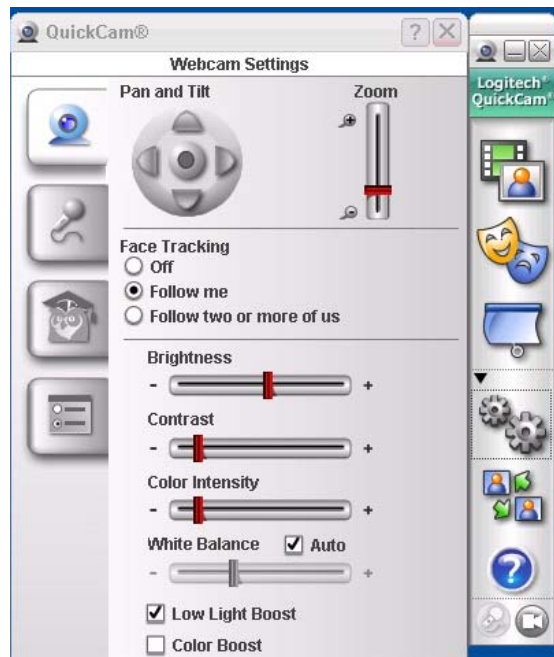 QuickCam®
Webcam Settings
Pan and Tilt
Zoom
Face Tracking
Off
Follow me
Follow two or more of us
Brightness
- +
Contrast
- +
Color Intensity
- +
White Balance Auto
- +
Low Light Boost
Color Boost
Logitech®
QuickCam®